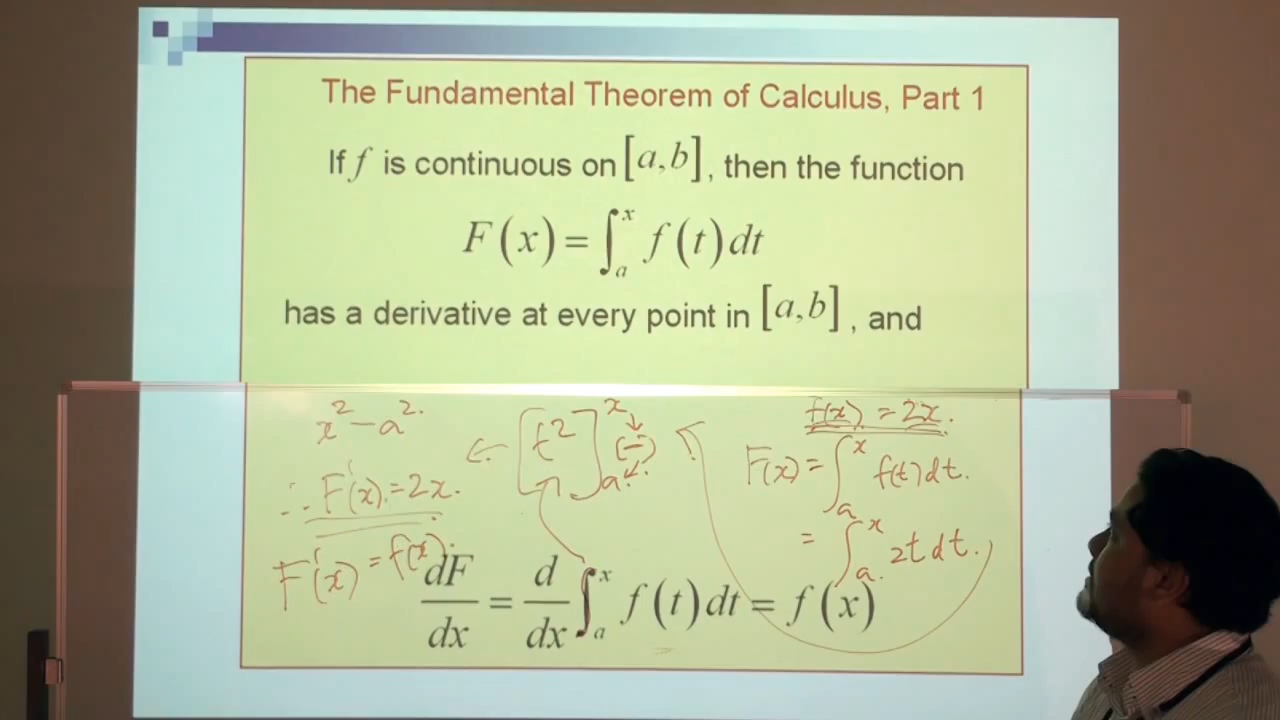 The Fundamental Theorem of Calculus, Part 1
If f is continuous on [a,b], then the function
F(x) = ∫ₐˣ f(t)dt
has a derivative at every point in [a,b], and
x² - a².
[t²]ₐˣ (-)
f(x) = 2x.
∴ F'(x) = 2x.
F(x) = ∫ₐˣ f(t)dt.
F'(x) = f(x).
= ∫ₐˣ 2t dt.
dF/dx = d/dx ∫ₐˣ f(t)dt = f(x)